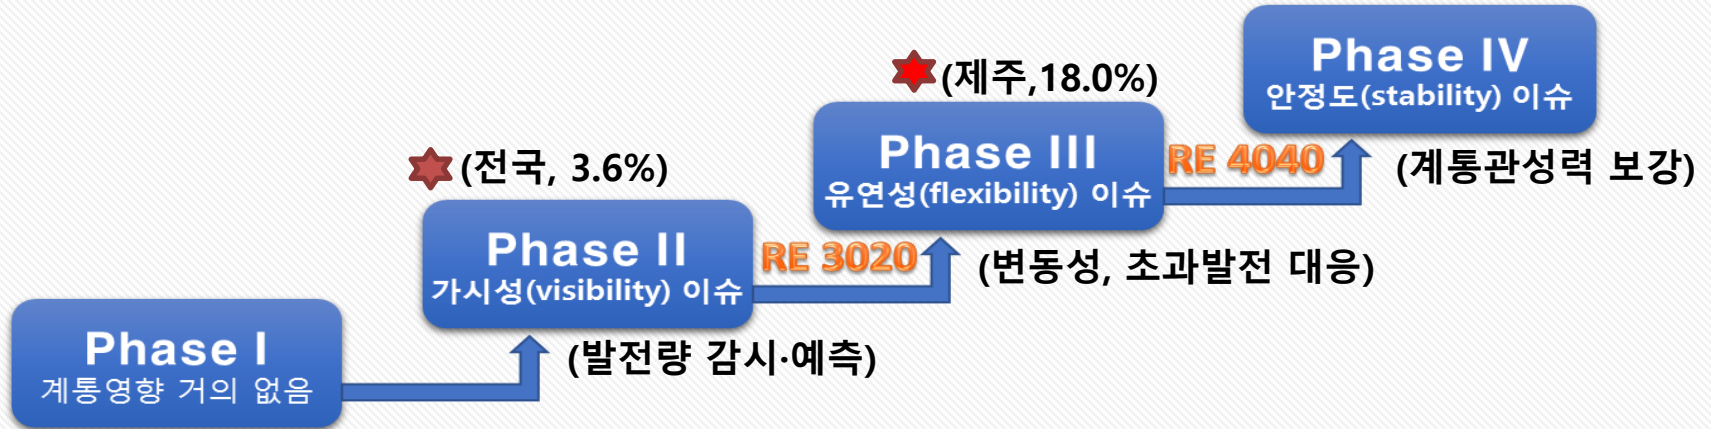 Phase I
계통영향 거의 없음
(발전량 감시·예측)
(전국, 3.6%)
Phase II
가시성(visibility) 이슈
RE 3020
(변동성, 초과발전 대응)
(제주,18.0%)
Phase III
유연성(flexibility) 이슈
RE 4040
(계통관성력 보강)
Phase IV
안정도(stability) 이슈